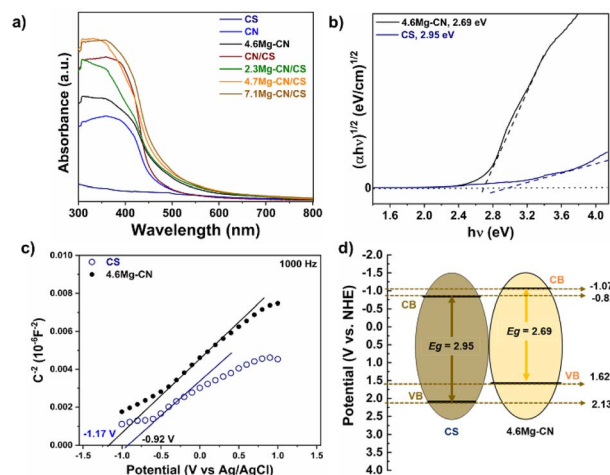 a)
CS
CN
4.6Mg-CN
CN/CS
2.3Mg-CN/CS
4.7Mg-CN/CS
7.1Mg-CN/CS
Absorbance (a.u.)
300 400 500 600 700 800
Wavelength (nm)
b)
4.6Mg-CN, 2.69 eV
CS, 2.95 eV
(αhν)1/2 (eV/cm)1/2
0
1.6 2.0 2.4 2.8 3.2 3.6 4.0
hν (eV)
c)
CS
4.6Mg-CN
1000 Hz
C-2 (10-6F-2)
0.010
0.008
0.006
0.004
0.002
0.000
-1.17 V
-0.92 V
-1.0 -0.5 0.0 0.5 1.0
Potential (V vs Ag/AgCl)
d)
Potential (V vs. NHE)
-2.0
-1.5
-1.0
-0.5
0.0
0.5
1.0
1.5
2.0
2.5
3.0
3.5
4.0
CB
CB
-1.07
Eg = 2.95
Eg = 2.69
VB
VB
1.62
2.13
CS
4.6Mg-CN